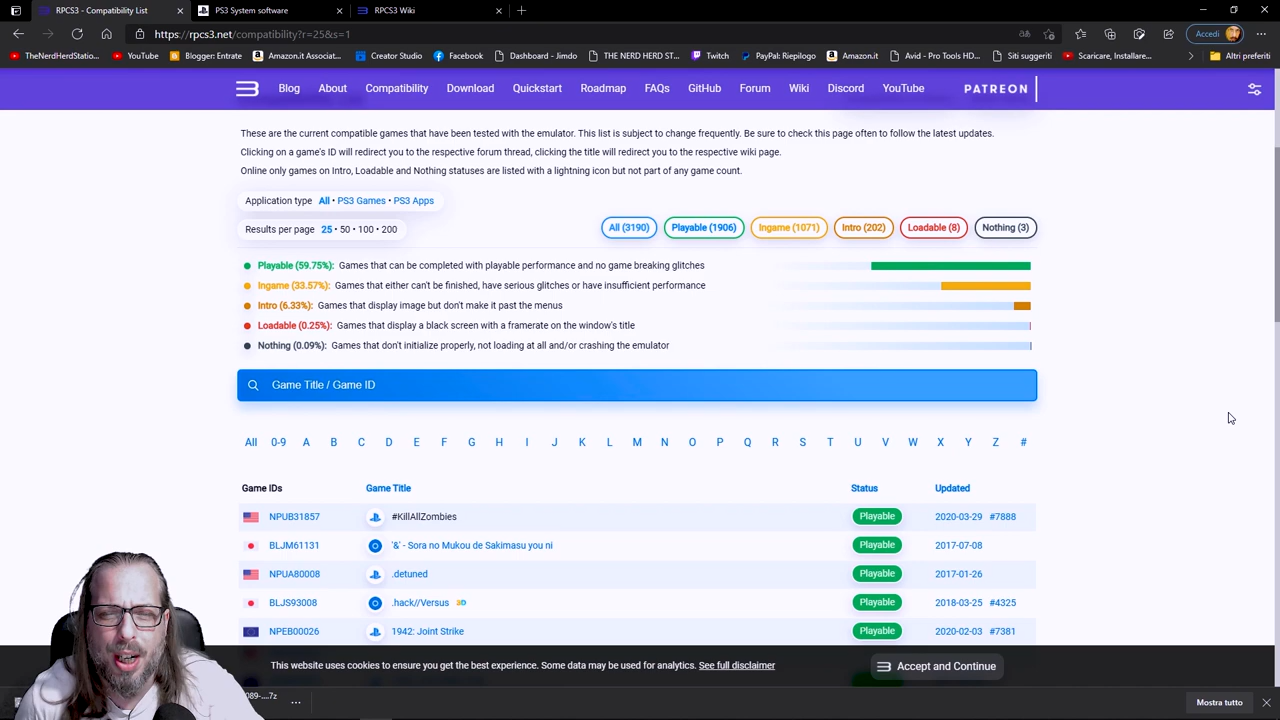 RPCS3 - Compatibility List
PS3 System software
RPCS3 Wiki
https://rpcs3.net/compatibility?r=25&s=1
Accedi
TheNerdHerdStatio...
YouTube
Blogger: Entrate
Amazon.it Associat...
Creator Studio
Facebook
Dashboard - Jimdo
THE NERD HERD ST...
Twitch
PayPal: Riepilogo
Amazon.it
Avid - Pro Tools HD...
Siti suggeriti
Scaricare, Installare...
Altri preferiti
Blog
About
Compatibility
Download
Quickstart
Roadmap
FAQs
GitHub
Forum
Wiki
Discord
YouTube
PATREON
These are the current compatible games that have been tested with the emulator. This list is subject to change frequently. Be sure to check this page often to follow the latest updates.
Clicking on a game's ID will redirect you to the respective forum thread, clicking the title will redirect you to the respective wiki page.
Online only games on Intro, Loadable and Nothing statuses are listed with a lightning icon but not part of any game count.
Application type All • PS3 Games • PS3 Apps
Results per page 25 • 50 • 100 • 200
All (3190)
Playable (1906)
Ingame (1071)
Intro (202)
Loadable (8)
Nothing (3)
Playable (59.75%): Games that can be completed with playable performance and no game breaking glitches
Ingame (33.57%): Games that either can't be finished, have serious glitches or have insufficient performance
Intro (6.33%): Games that display image but don't make it past the menus
Loadable (0.25%): Games that display a black screen with a framerate on the window's title
Nothing (0.09%): Games that don't initialize properly, not loading at all and/or crashing the emulator
Game Title / Game ID
All 0-9 A B C D E F G H I J K L M N O P Q R S T U V W X Y Z #
Game IDs Game Title Status Updated
NPUB31857 #KillAllZombies Playable 2020-03-29 #7888
BLJM61131 '&' - Sora no Mukou de Sakimasu you ni Playable 2017-07-08
NPUA80008 .detuned Playable 2017-01-26
BLJS93008 .hack//Versus 3D Playable 2018-03-25 #4325
NPEB00026 1942: Joint Strike Playable 2020-02-03 #7381
This website uses cookies to ensure you get the best experience. Some data may be used for analytics. See full disclaimer
Accept and Continue
089-....7z
Mostra tutto